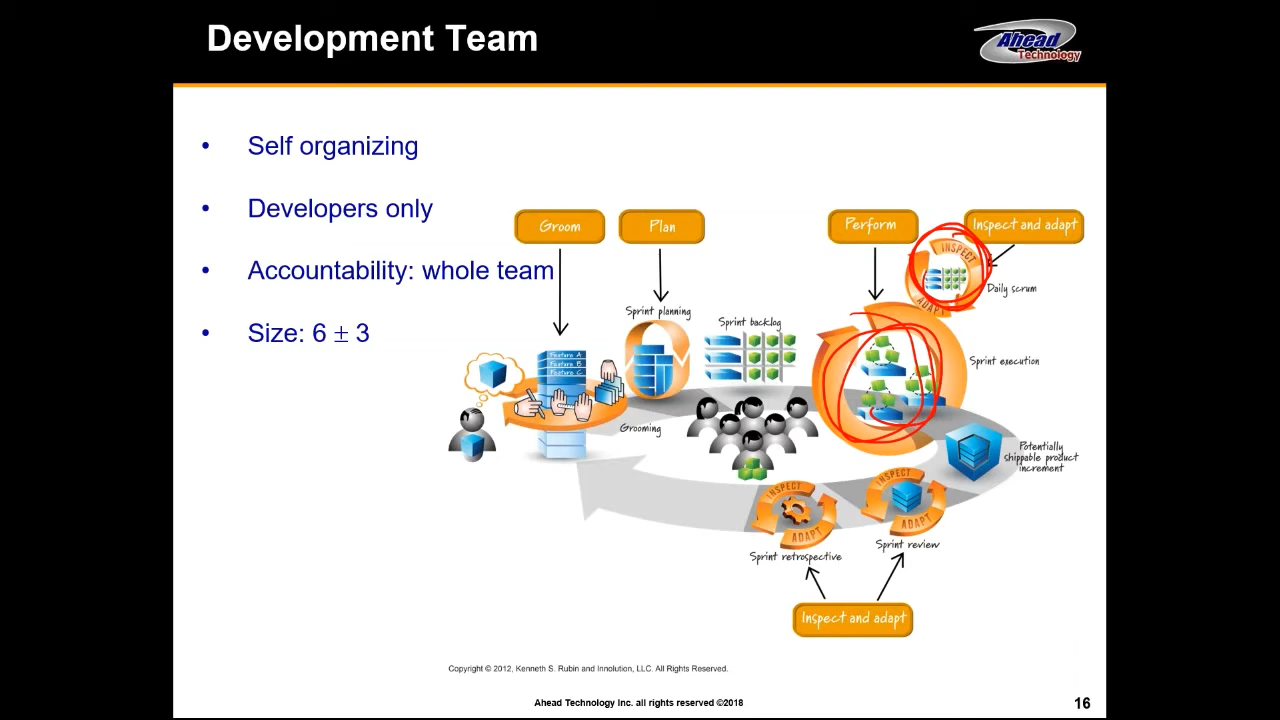 Development Team
Ahead
Technology
• Self organizing
• Developers only
• Accountability: whole team
• Size: 6 ± 3
Groom
Plan
Perform
Inspect and adapt
INSPECT
ADAPT
Daily scrum
Sprint planning
Sprint backlog
Sprint execution
Feature A
Feature B
Feature C
Grooming
Potentially
shippable product
increment
INSPECT
ADAPT
Sprint retrospective
INSPECT
ADAPT
Sprint review
Inspect and adapt
Copyright © 2012, Kenneth S. Rubin and Innolution, LLC. All Rights Reserved.
Ahead Technology Inc. all rights reserved ©2018
16